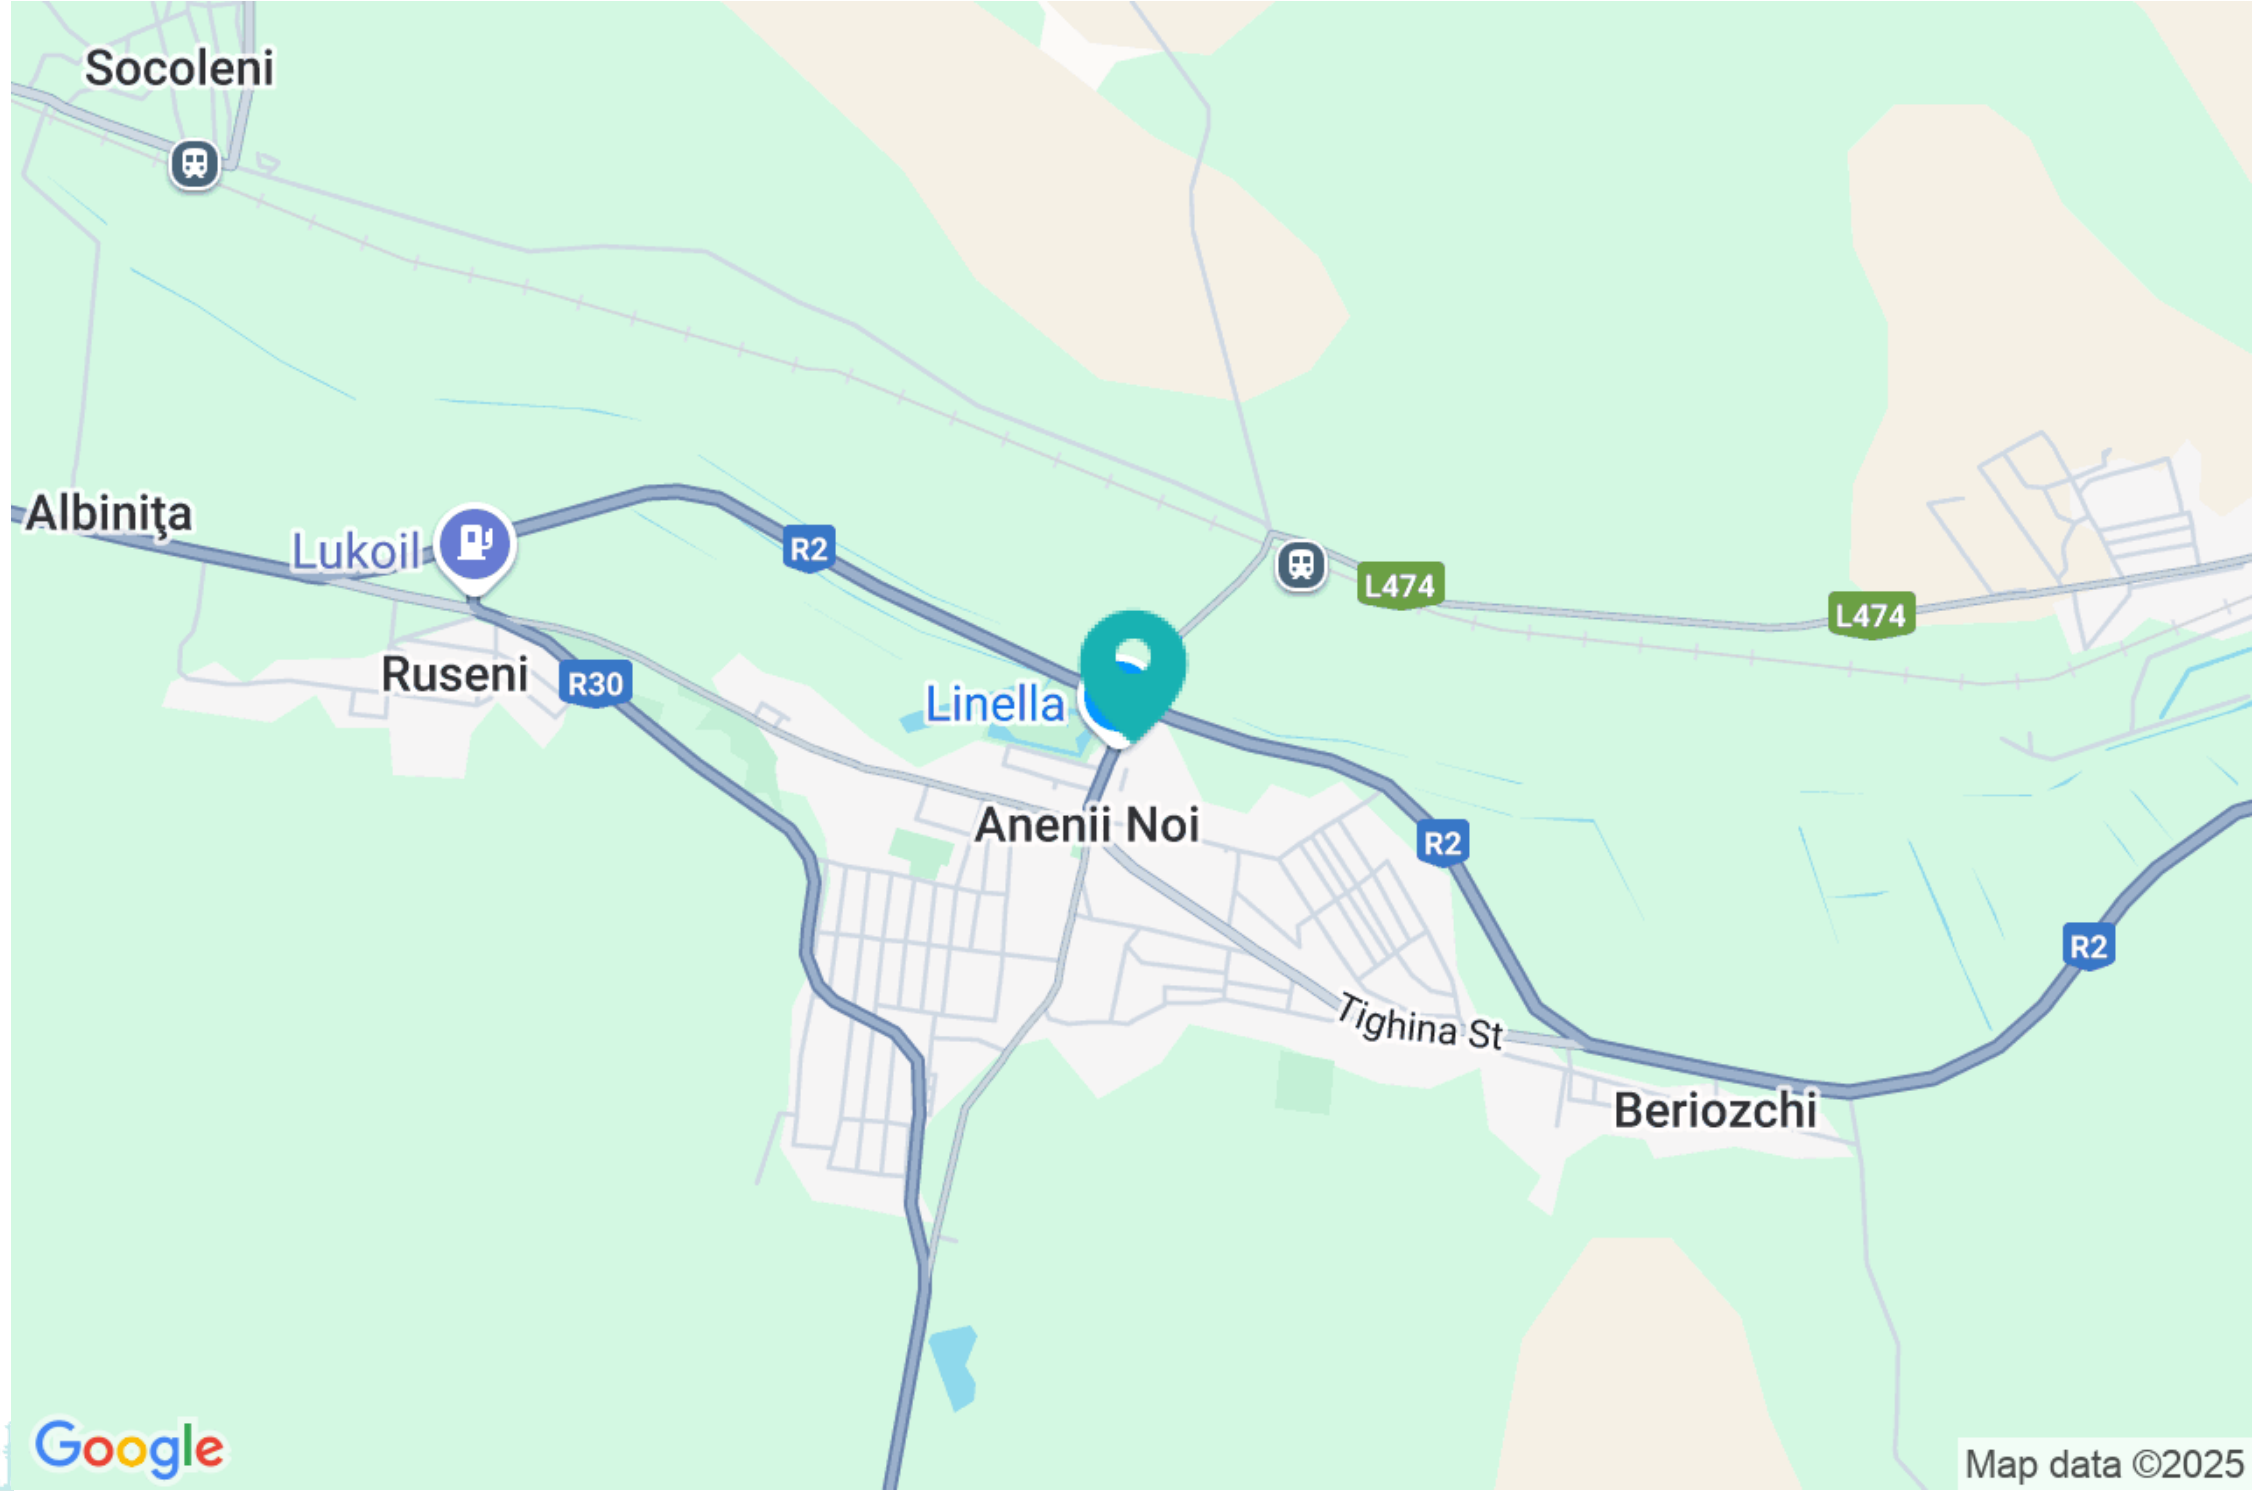 Socoleni
Albiniţa
Lukoil
R2
L474
L474
Ruseni
R30
Linella
Anenii Noi
R2
R2
Tighina St
Beriozchi
Google
Map data ©2025